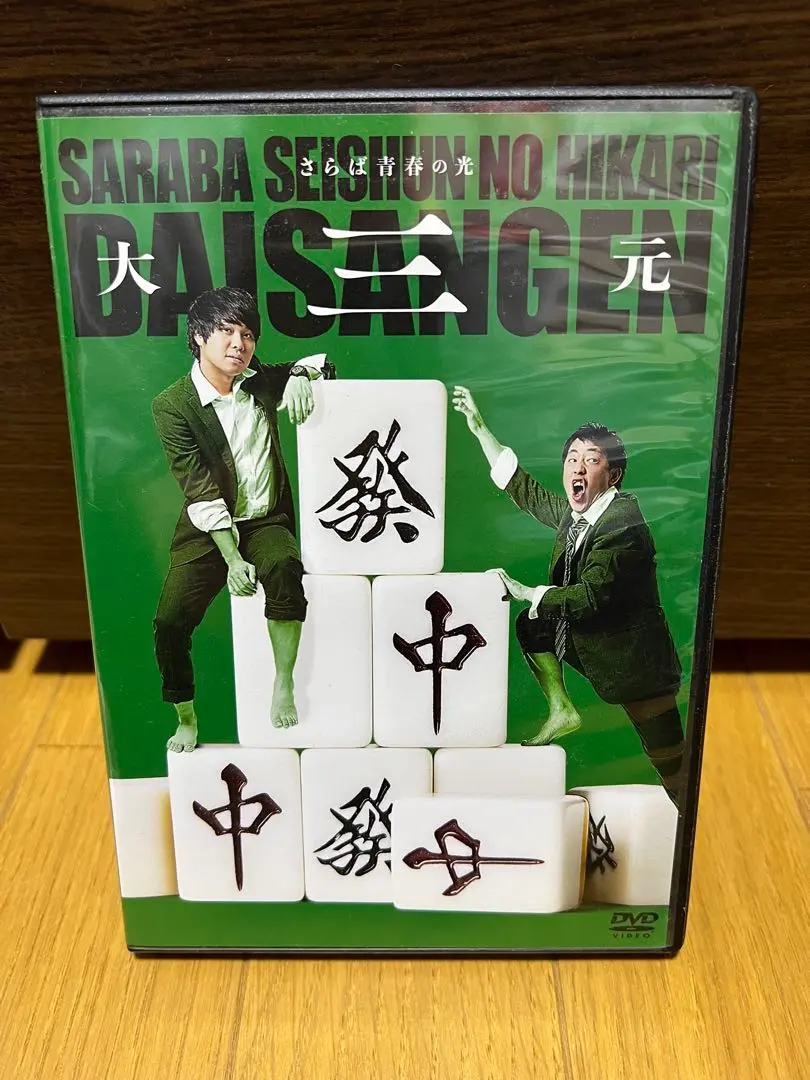 SARABA SEISHUN NO HIKARI
さらば青春の光
DAISANGEN
大三元
發
中
中
發
中
發
DVD
VIDEO